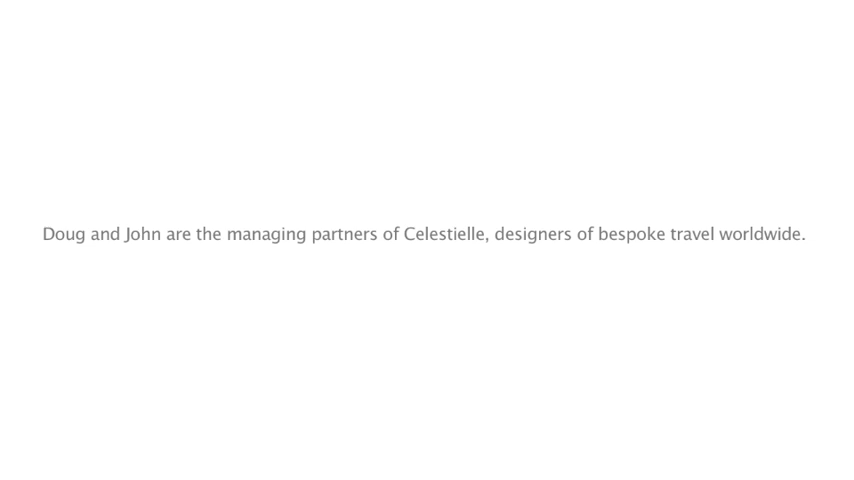 Doug and John are the managing partners of Celestielle, designers of bespoke travel worldwide.